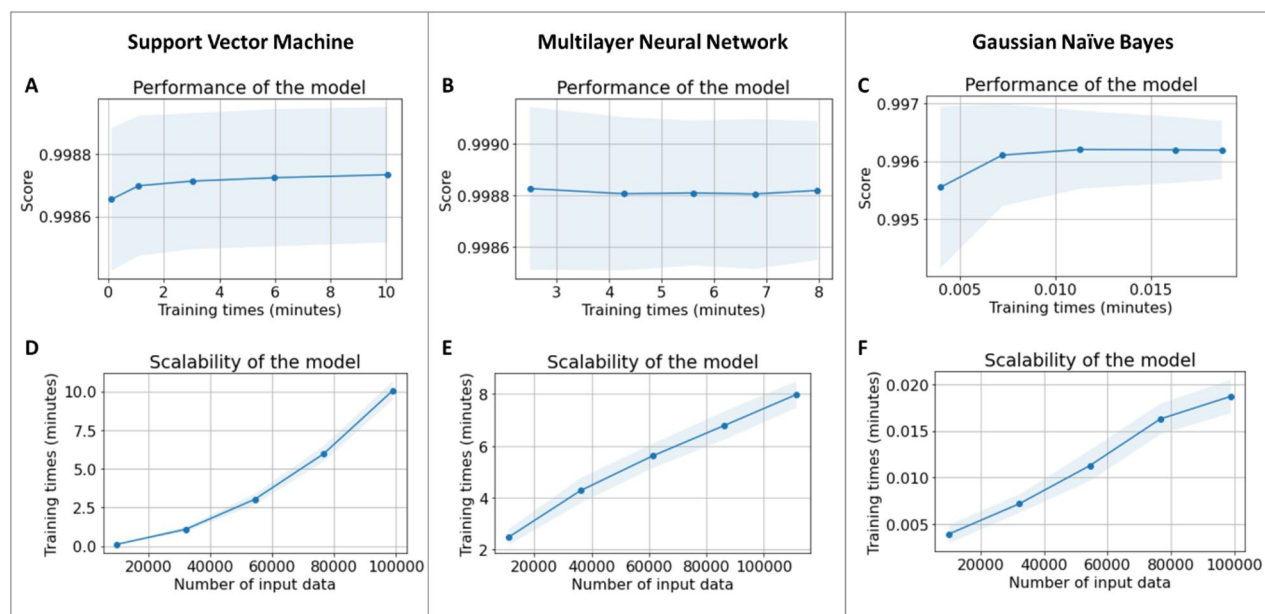 Support Vector Machine
Multilayer Neural Network
Gaussian Naïve Bayes
A
Performance of the model
Score
0.9988
0.9986
0 2 4 6 8 10
Training times (minutes)
B
Performance of the model
Score
0.9990
0.9988
0.9986
3 4 5 6 7 8
Training times (minutes)
C
Performance of the model
Score
0.997
0.996
0.995
0.005 0.010 0.015
Training times (minutes)
D
Scalability of the model
Training times (minutes)
10.0
7.5
5.0
2.5
0.0
20000 40000 60000 80000 100000
Number of input data
E
Scalability of the model
Training times (minutes)
8
6
4
2
20000 40000 60000 80000 100000
Number of input data
F
Scalability of the model
Training times (minutes)
0.020
0.015
0.010
0.005
20000 40000 60000 80000 100000
Number of input data